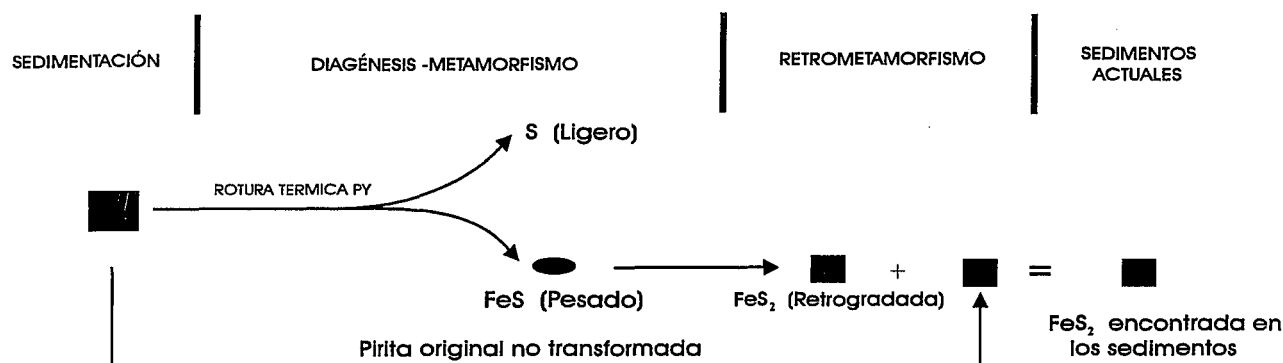 SEDIMENTACIÓN
DIAGÉNESIS -METAMORFISMO
RETROMETAMORFISMO
SEDIMENTOS
ACTUALES
S (Ligero)
ROTURA TERMICA PY
+
=
FeS (Pesado)
FeS₂ (Retrogradada)
FeS₂ encontrada en
los sedimentos
Pirita original no transformada